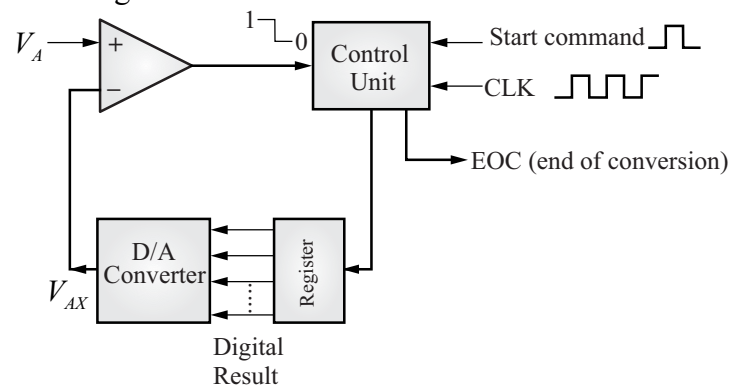 1
0
V_A
+
−
Control
Unit
Start command
CLK
EOC (end of conversion)
D/A
Converter
Register
V_AX
Digital
Result